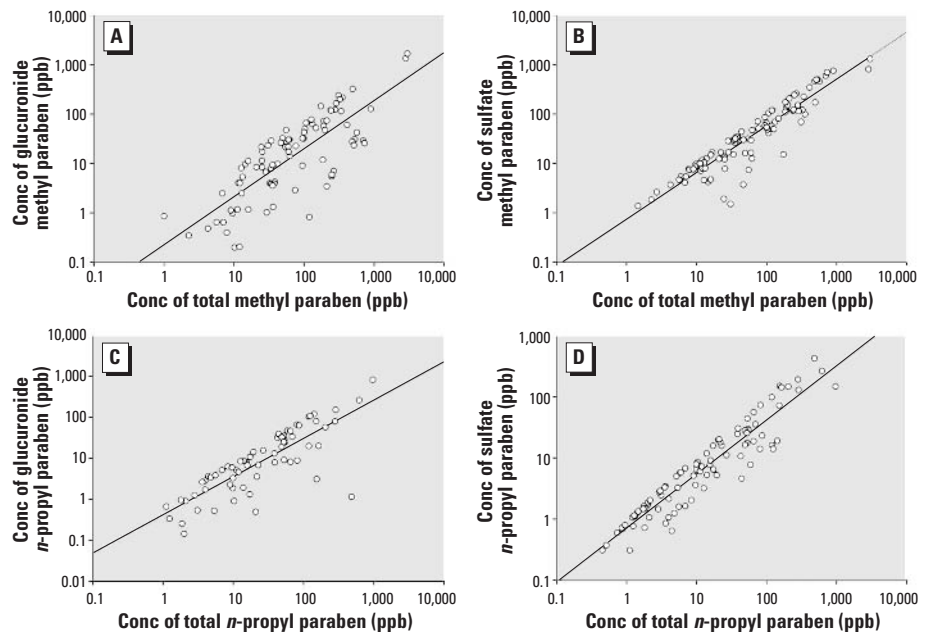 A
10,000
1,000
100
10
1
0.1
Conc of glucuronide
methyl paraben (ppb)
0.1 1 10 100 1,000 10,000
Conc of total methyl paraben (ppb)
B
10,000
1,000
100
10
1
0.1
Conc of sulfate
methyl paraben (ppb)
0.1 1 10 100 1,000 10,000
Conc of total methyl paraben (ppb)
C
10,000
1,000
100
10
1
0.1
0.01
Conc of glucuronide
n-propyl paraben (ppb)
0.1 1 10 100 1,000 10,000
Conc of total n-propyl paraben (ppb)
D
1,000
100
10
1
0.1
Conc of sulfate
n-propyl paraben (ppb)
0.1 1 10 100 1,000 10,000
Conc of total n-propyl paraben (ppb)